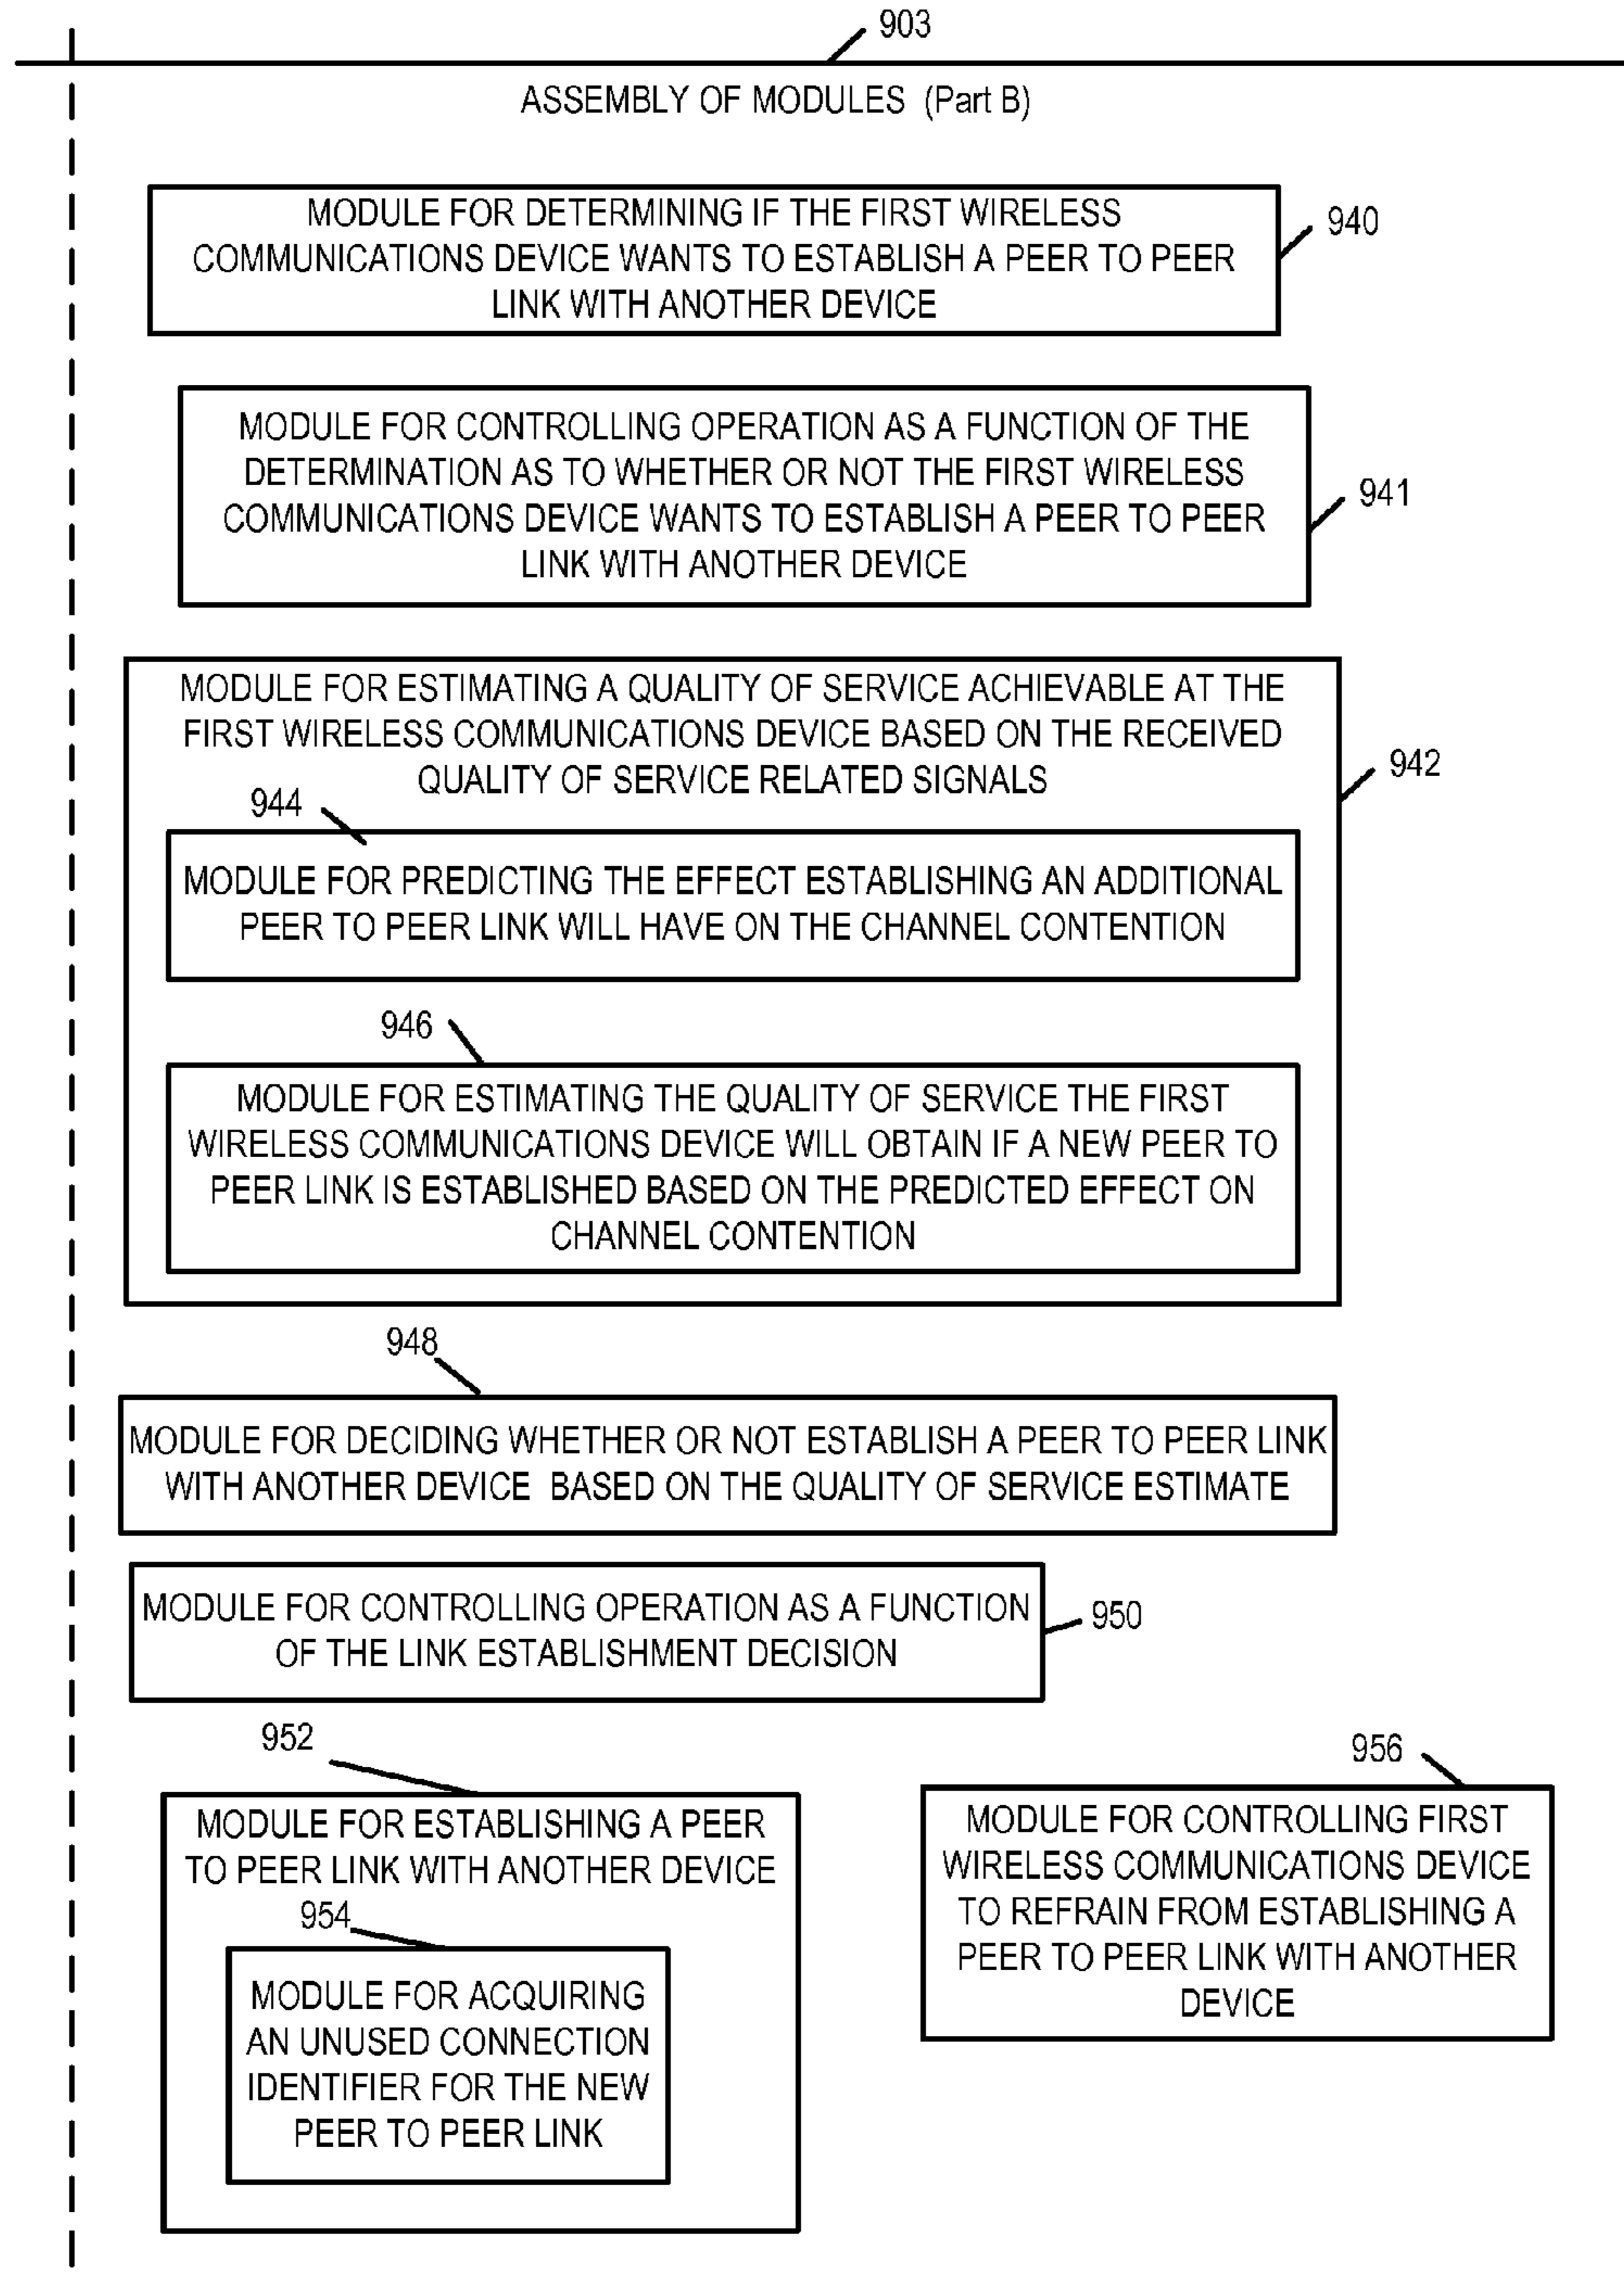 903
ASSEMBLY OF MODULES (Part B)
MODULE FOR DETERMINING IF THE FIRST WIRELESS
COMMUNICATIONS DEVICE WANTS TO ESTABLISH A PEER TO PEER
LINK WITH ANOTHER DEVICE
940
MODULE FOR CONTROLLING OPERATION AS A FUNCTION OF THE
DETERMINATION AS TO WHETHER OR NOT THE FIRST WIRELESS
COMMUNICATIONS DEVICE WANTS TO ESTABLISH A PEER TO PEER
LINK WITH ANOTHER DEVICE
941
MODULE FOR ESTIMATING A QUALITY OF SERVICE ACHIEVABLE AT THE
FIRST WIRELESS COMMUNICATIONS DEVICE BASED ON THE RECEIVED
QUALITY OF SERVICE RELATED SIGNALS
942
944
MODULE FOR PREDICTING THE EFFECT ESTABLISHING AN ADDITIONAL
PEER TO PEER LINK WILL HAVE ON THE CHANNEL CONTENTION
946
MODULE FOR ESTIMATING THE QUALITY OF SERVICE THE FIRST
WIRELESS COMMUNICATIONS DEVICE WILL OBTAIN IF A NEW PEER TO
PEER LINK IS ESTABLISHED BASED ON THE PREDICTED EFFECT ON
CHANNEL CONTENTION
948
MODULE FOR DECIDING WHETHER OR NOT ESTABLISH A PEER TO PEER LINK
WITH ANOTHER DEVICE BASED ON THE QUALITY OF SERVICE ESTIMATE
MODULE FOR CONTROLLING OPERATION AS A FUNCTION
OF THE LINK ESTABLISHMENT DECISION
950
952
MODULE FOR ESTABLISHING A PEER
TO PEER LINK WITH ANOTHER DEVICE
954
MODULE FOR ACQUIRING
AN UNUSED CONNECTION
IDENTIFIER FOR THE NEW
PEER TO PEER LINK
956
MODULE FOR CONTROLLING FIRST
WIRELESS COMMUNICATIONS DEVICE
TO REFRAIN FROM ESTABLISHING A
PEER TO PEER LINK WITH ANOTHER
DEVICE